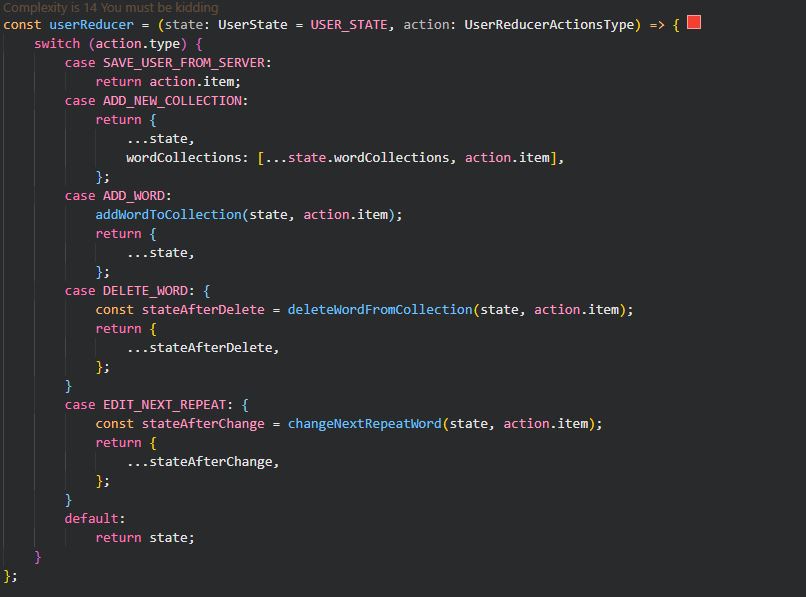 Complexity is 14 You must be kidding
const userReducer = (state: UserState = USER_STATE, action: UserReducerActionsType) => {
    switch (action.type) {
        case SAVE_USER_FROM_SERVER:
            return action.item;
        case ADD_NEW_COLLECTION:
            return {
                ...state,
                wordCollections: [...state.wordCollections, action.item],
            };
        case ADD_WORD:
            addWordToCollection(state, action.item);
            return {
                ...state,
            };
        case DELETE_WORD: {
            const stateAfterDelete = deleteWordFromCollection(state, action.item);
            return {
                ...stateAfterDelete,
            };
        }
        case EDIT_NEXT_REPEAT: {
            const stateAfterChange = changeNextRepeatWord(state, action.item);
            return {
                ...stateAfterChange,
            };
        }
        default:
            return state;
    }
};